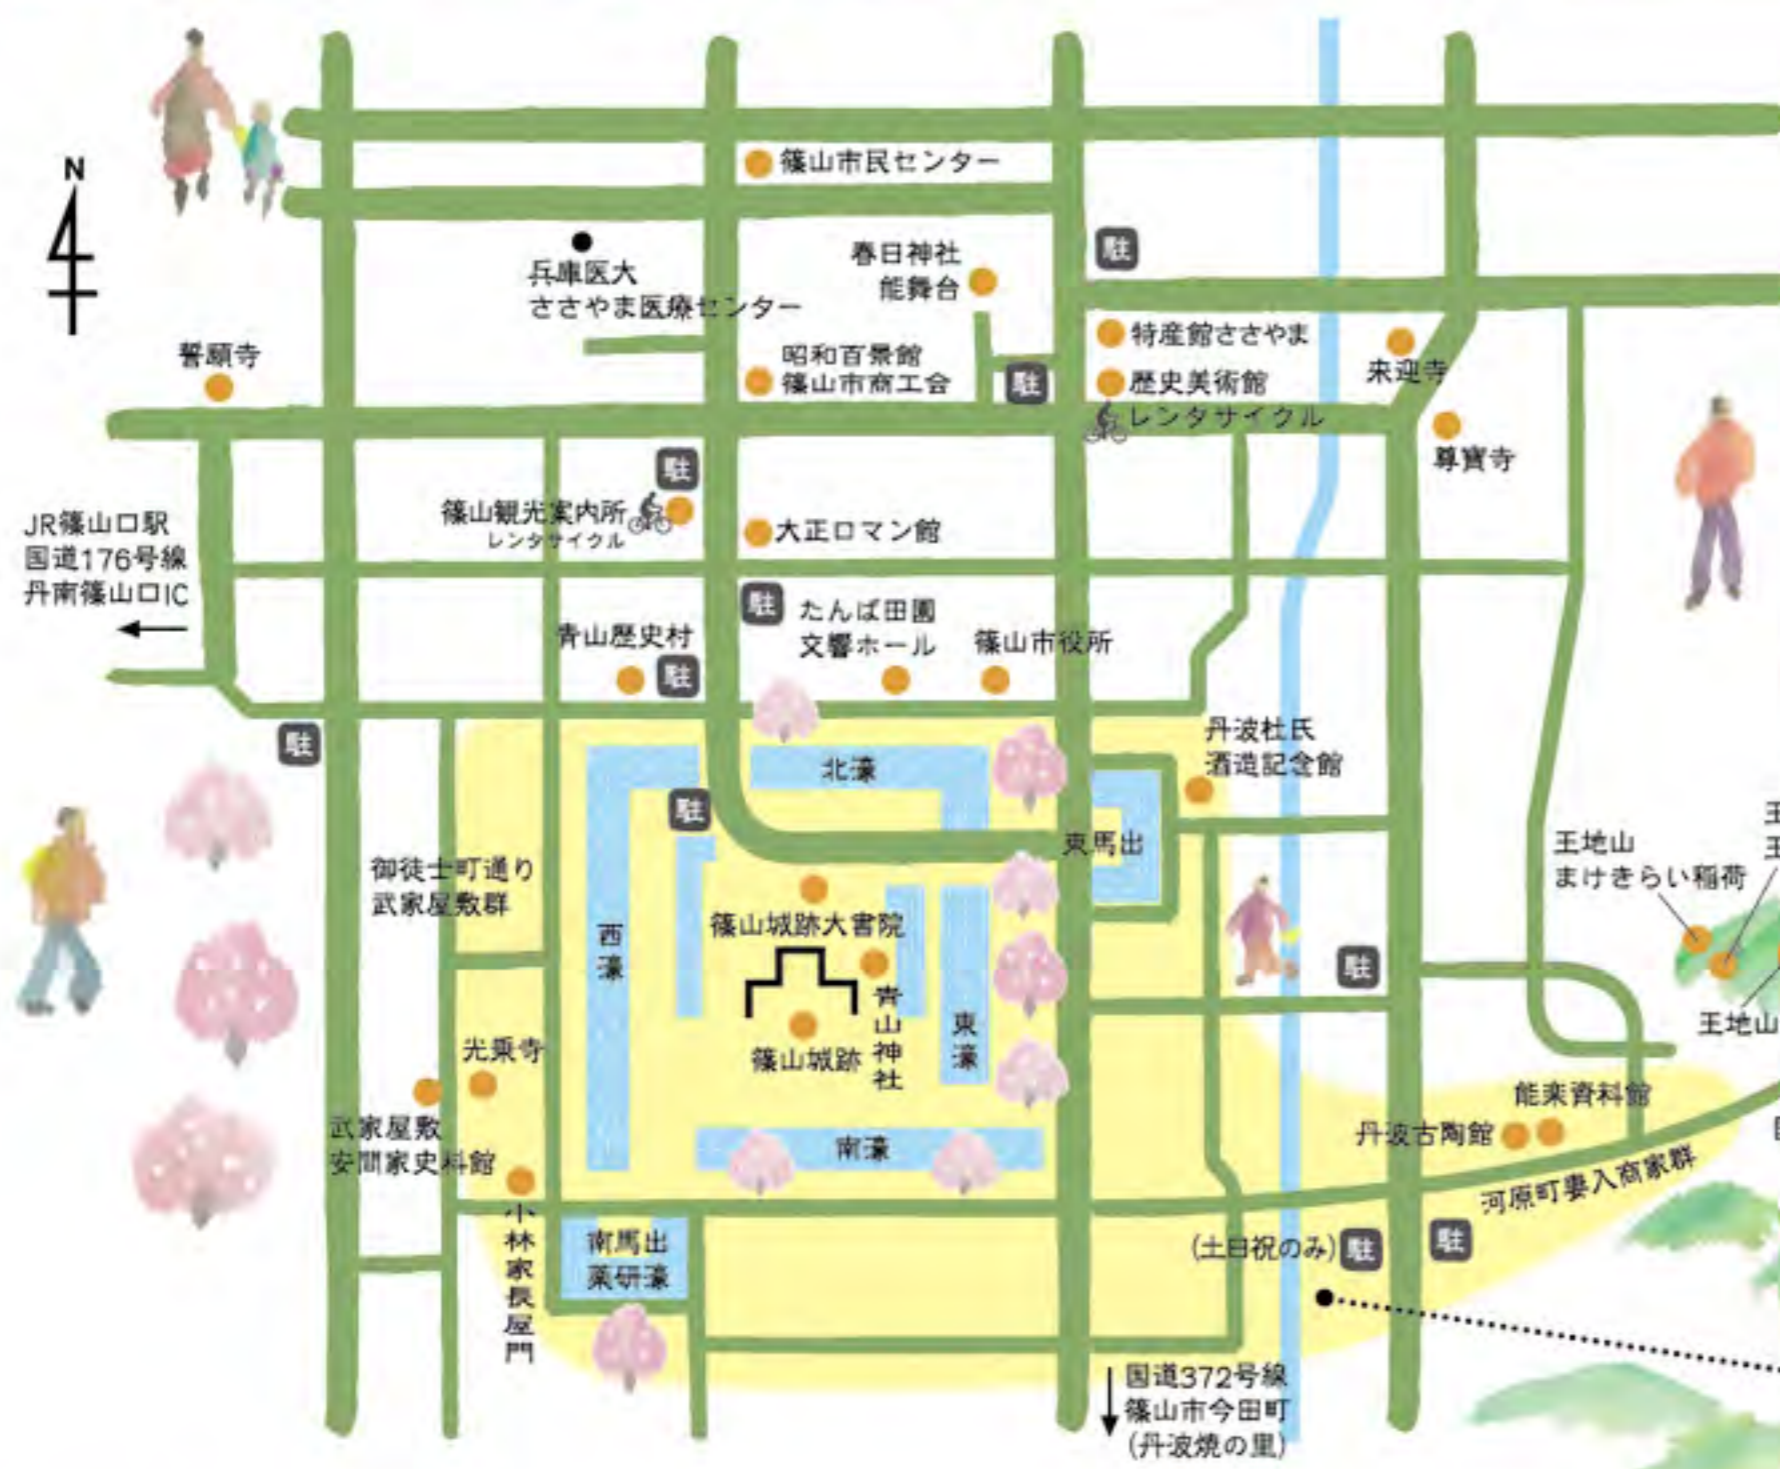 N
篠山市民センター
兵庫医大
ささやま医療センター
春日神社
能舞台
駐
誓願寺
昭和百景館
篠山市商工会
駐
特産館ささやま
歴史美術館
レンタサイクル
来迎寺
尊寳寺
JR篠山口駅
国道176号線
丹南篠山口IC
駐
篠山観光案内所
レンタサイクル
大正ロマン館
駐
たんば田園
交響ホール
篠山市役所
青山歴史村
駐
駐
丹波杜氏
酒造記念館
北濠
駐
東馬出
御徒士町通り
武家屋敷群
西濠
篠山城跡大書院
青山神社
篠山城跡
東濠
駐
王地山
まけきらい稲荷
王
王
王地山
光乗寺
武家屋敷
安間家史料館
小林家長屋門
南濠
能楽資料館
丹波古陶館
河原町妻入商家群
南馬出
薬研濠
(土日祝のみ)駐
駐
国道372号線
篠山市今田町
(丹波焼の里)